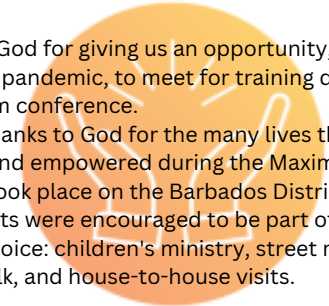 God for giving us an opportunity,
pandemic, to meet for training
conference.
anks to God for the many lives
nd empowered during the Maxim
ook place on the Barbados Distri
ts were encouraged to be part of
oice: children's ministry, street
lk, and house-to-house visits.